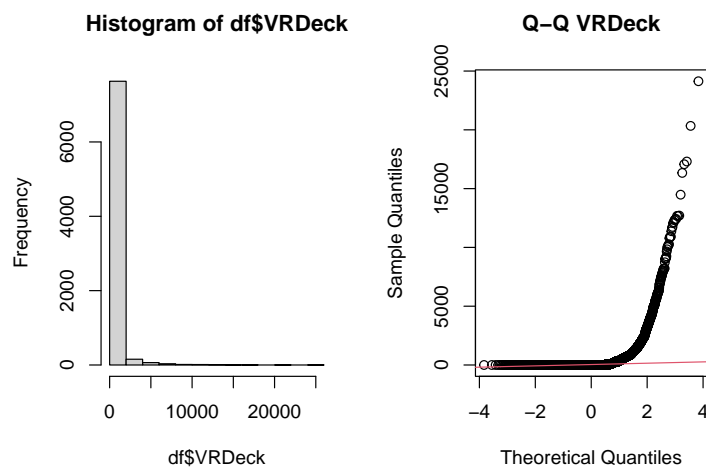 Histogram of df$VRDeck
Frequency
0
2000
4000
6000
0
10000
20000
df$VRDeck
Q−Q VRDeck
Sample Quantiles
0
5000
15000
25000
−4
−2
0
2
4
Theoretical Quantiles